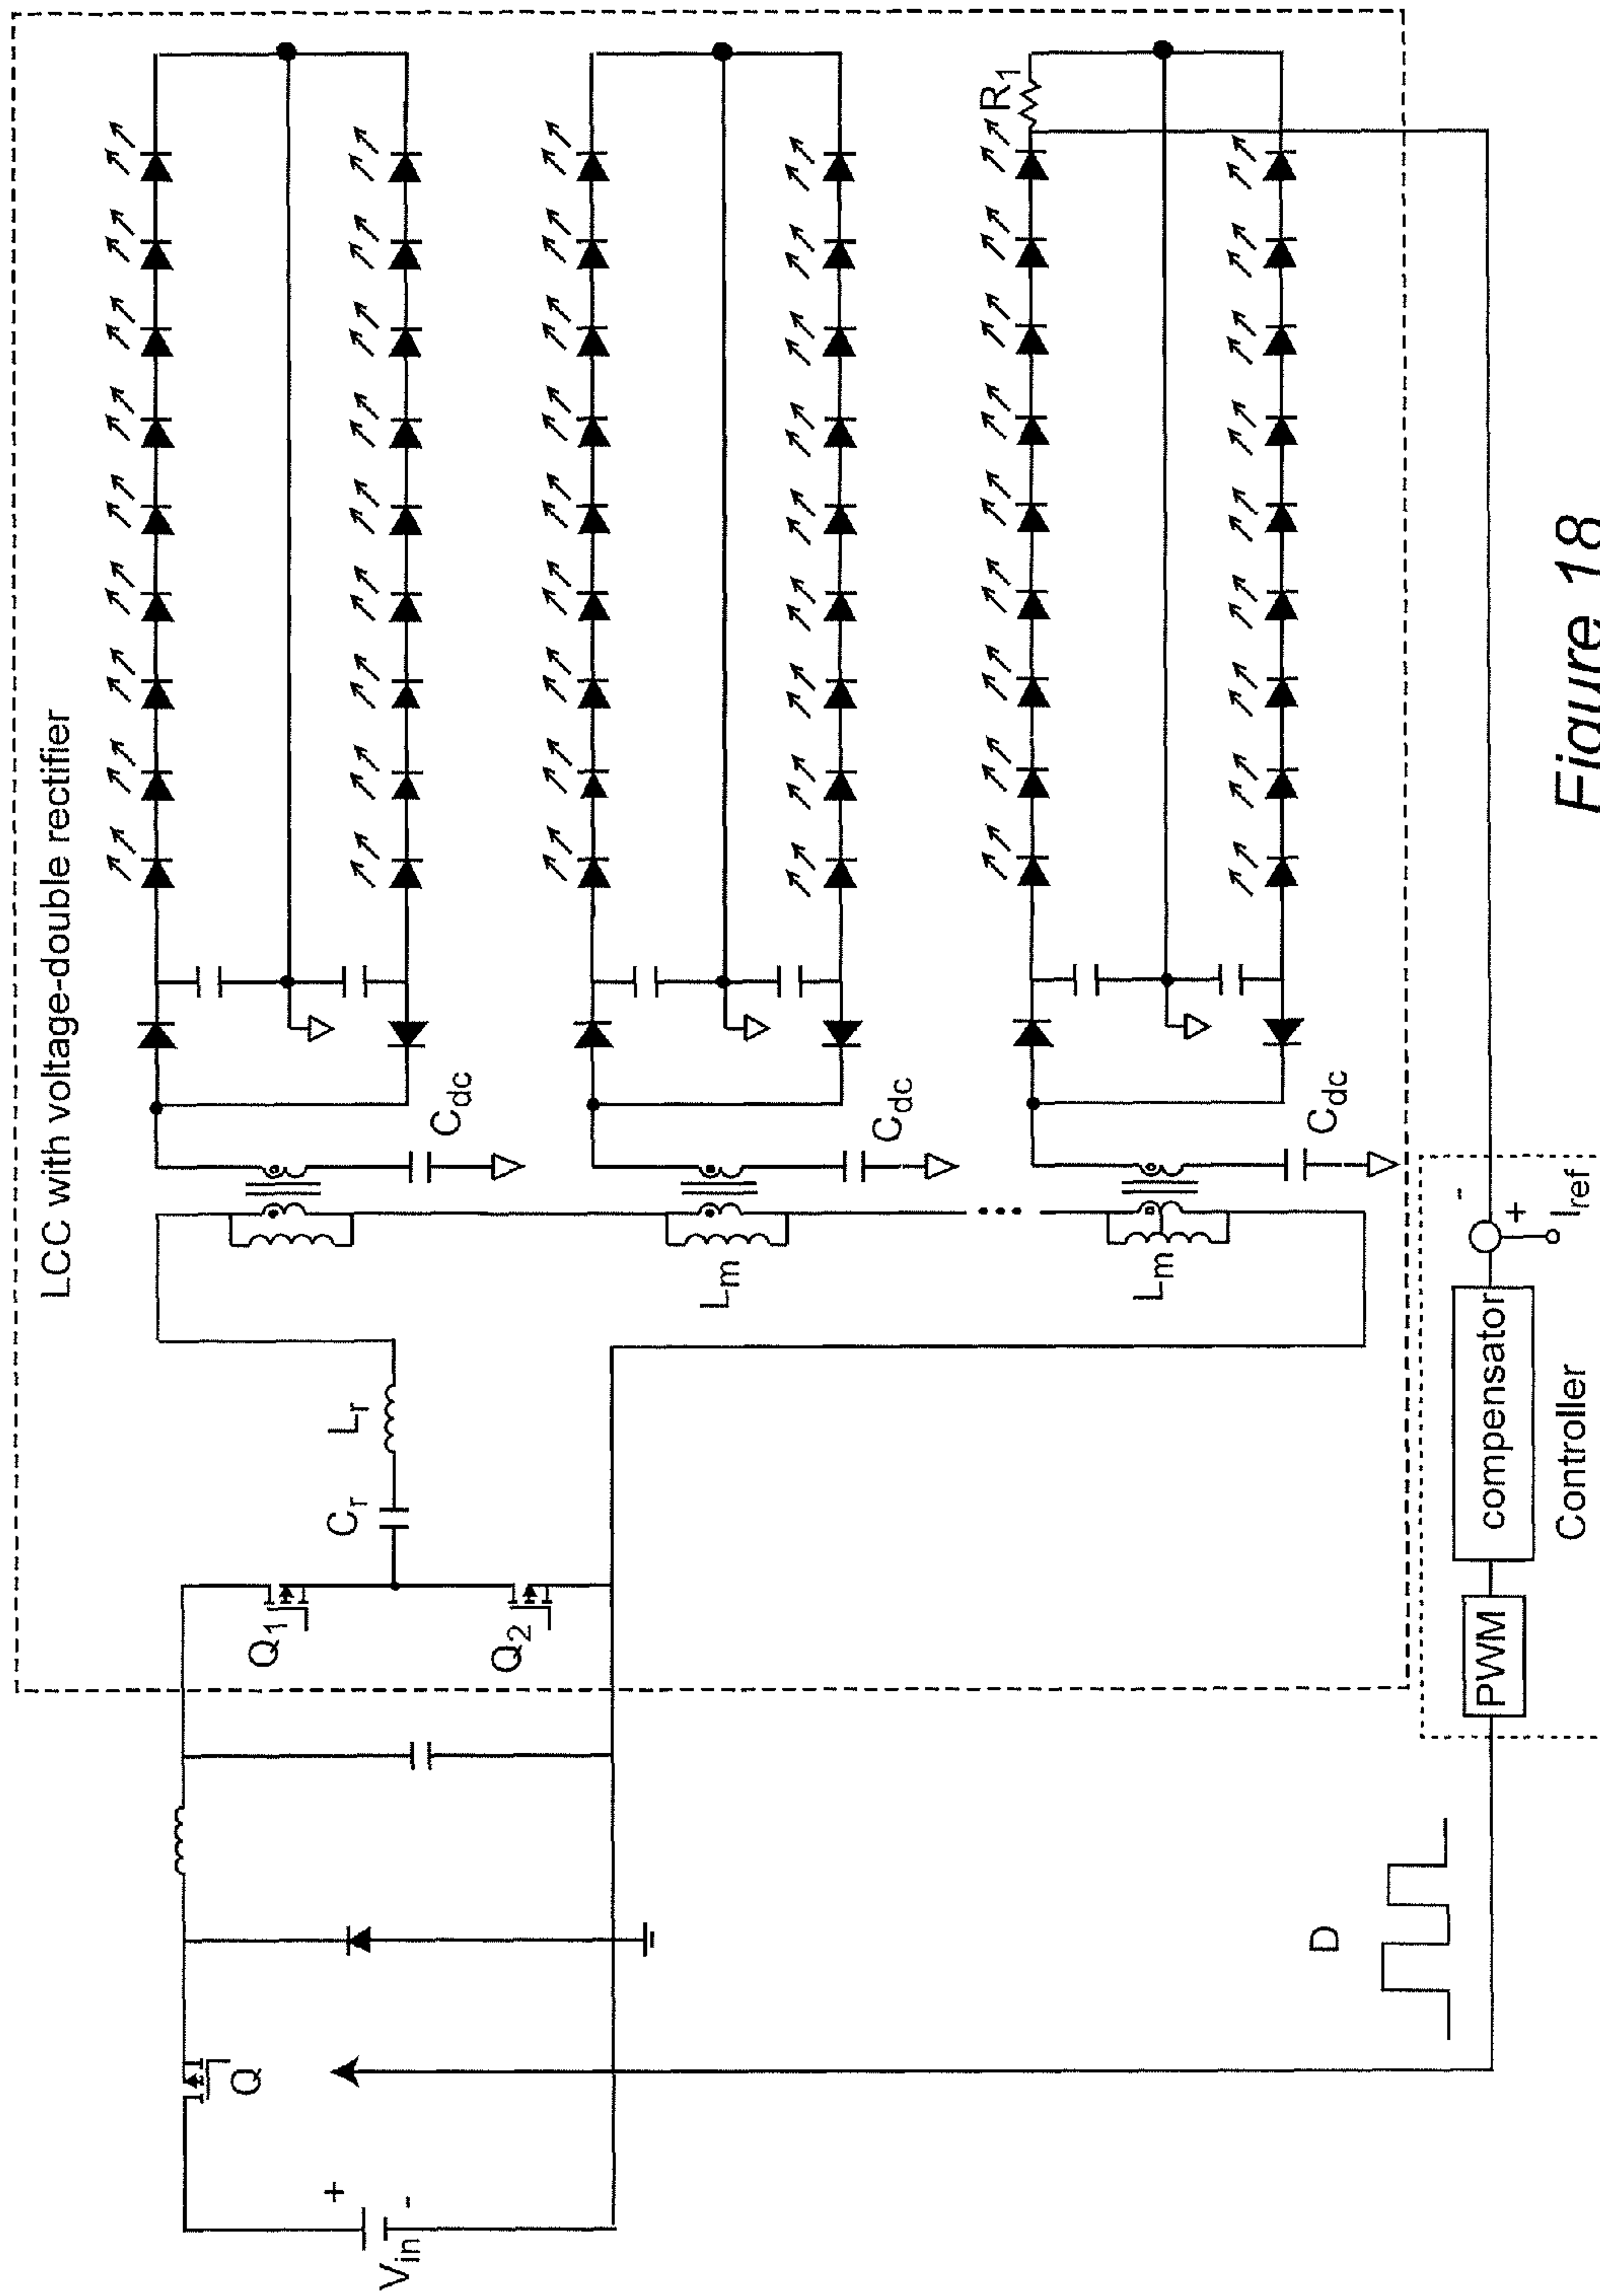 LCC with voltage-double rectifier
Vin
+
-
Q
Q1
Q2
Cr
Lr
Lm
Lm
Cdc
Cdc
Cdc
R1
D
PWM
compensator
Controller
-
+
Iref
Figure 18